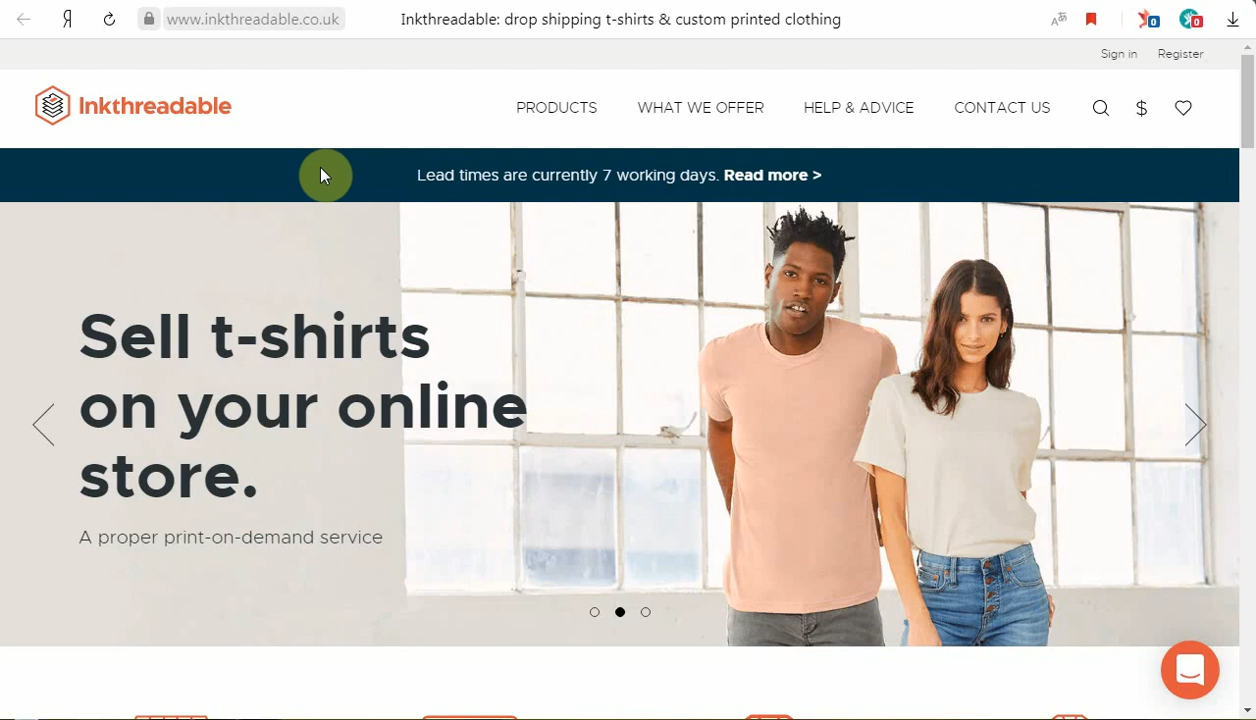 Я
www.inkthreadable.co.uk
Inkthreadable: drop shipping t-shirts & custom printed clothing
0
0
Sign in Register
Inkthreadable
PRODUCTS WHAT WE OFFER HELP & ADVICE CONTACT US $
Lead times are currently 7 working days. Read more >
Sell t-shirts
on your online
store.
A proper print-on-demand service